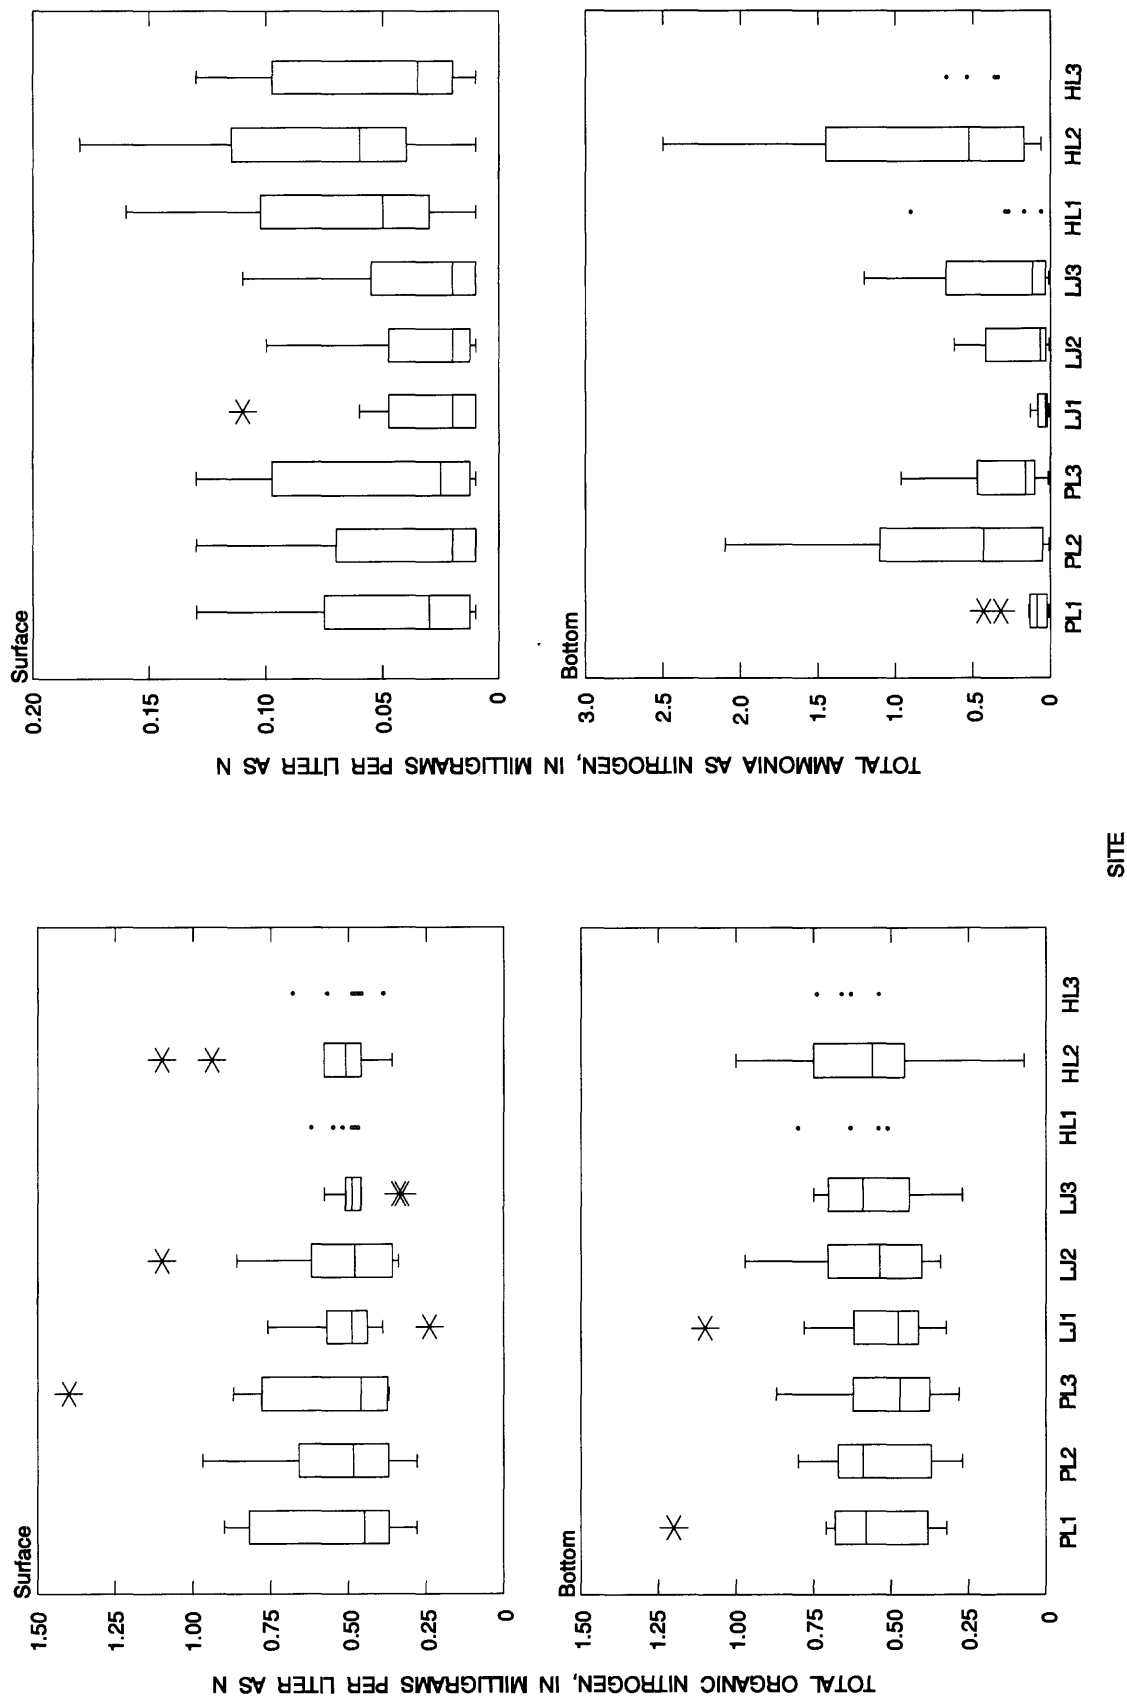 TOTAL ORGANIC NITROGEN, IN MILLIGRAMS PER LITER AS N
Surface
1.50
1.25
1.00
0.75
0.50
0.25
0
Bottom
1.50
1.25
1.00
0.75
0.50
0.25
0
PL1 PL2 PL3 LJ1 LJ2 LJ3 HL1 HL2 HL3
TOTAL AMMONIA AS NITROGEN, IN MILLIGRAMS PER LITER AS N
Surface
0.20
0.15
0.10
0.05
0
Bottom
3.0
2.5
2.0
1.5
1.0
0.5
0
PL1 PL2 PL3 LJ1 LJ2 LJ3 HL1 HL2 HL3
SITE